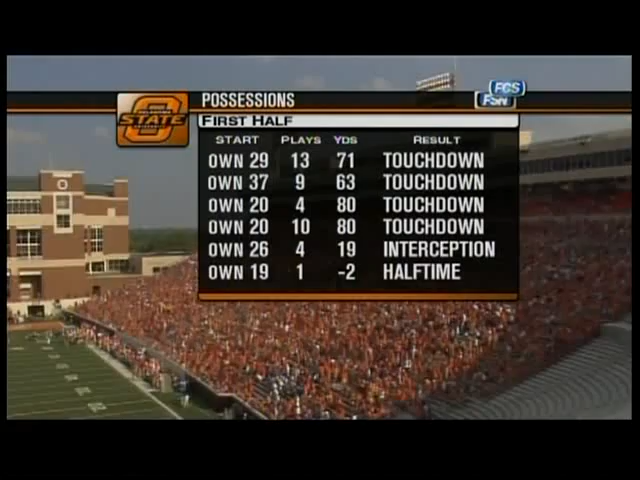 FCS
FSN
OKLAHOMA
STATE
UNIVERSITY
POSSESSIONS
FIRST HALF
START PLAYS YDS RESULT
OWN 29 13 71 TOUCHDOWN
OWN 37 9 63 TOUCHDOWN
OWN 20 4 80 TOUCHDOWN
OWN 20 10 80 TOUCHDOWN
OWN 26 4 19 INTERCEPTION
OWN 19 1 -2 HALFTIME